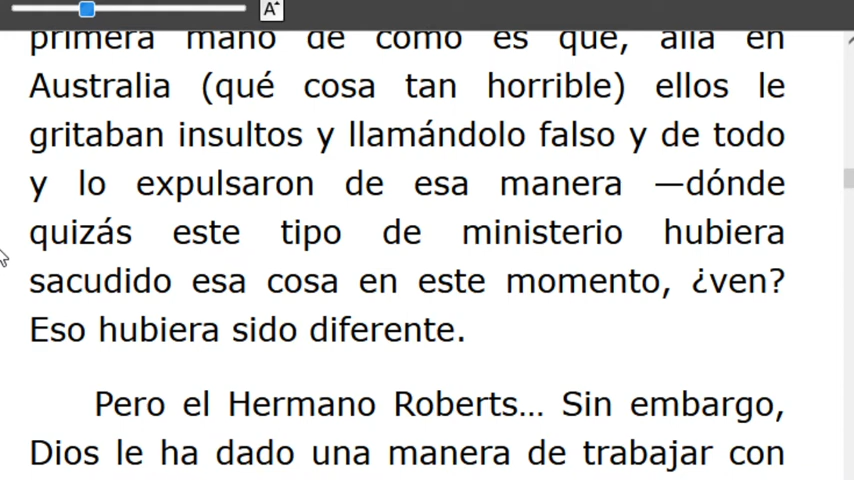 A
primera mano de cómo es que, allá en
Australia (qué cosa tan horrible) ellos le
gritaban insultos y llamándolo falso y de todo
y lo expulsaron de esa manera —dónde
quizás este tipo de ministerio hubiera
sacudido esa cosa en este momento, ¿ven?
Eso hubiera sido diferente.
Pero el Hermano Roberts... Sin embargo,
Dios le ha dado una manera de trabajar con